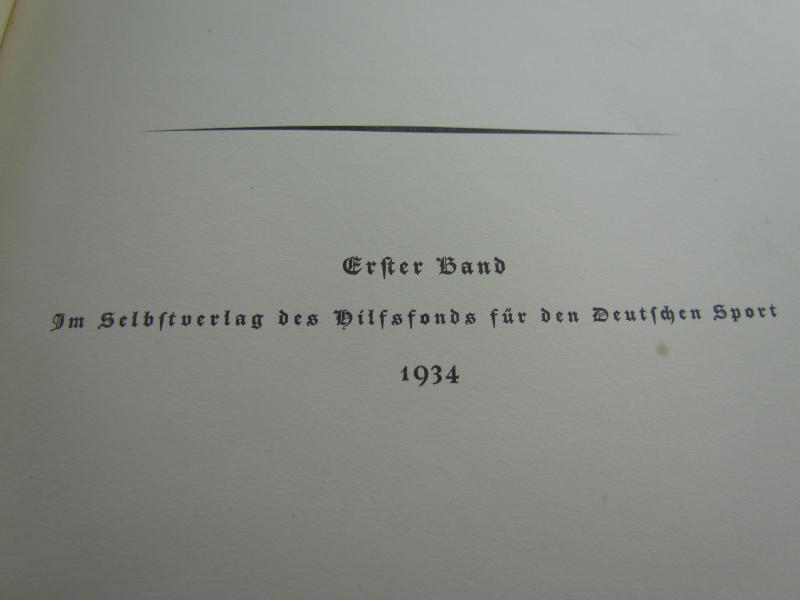 Erſter Band
Im Selbſtverlag des Hilfsfonds für den Deutſchen Sport
1934